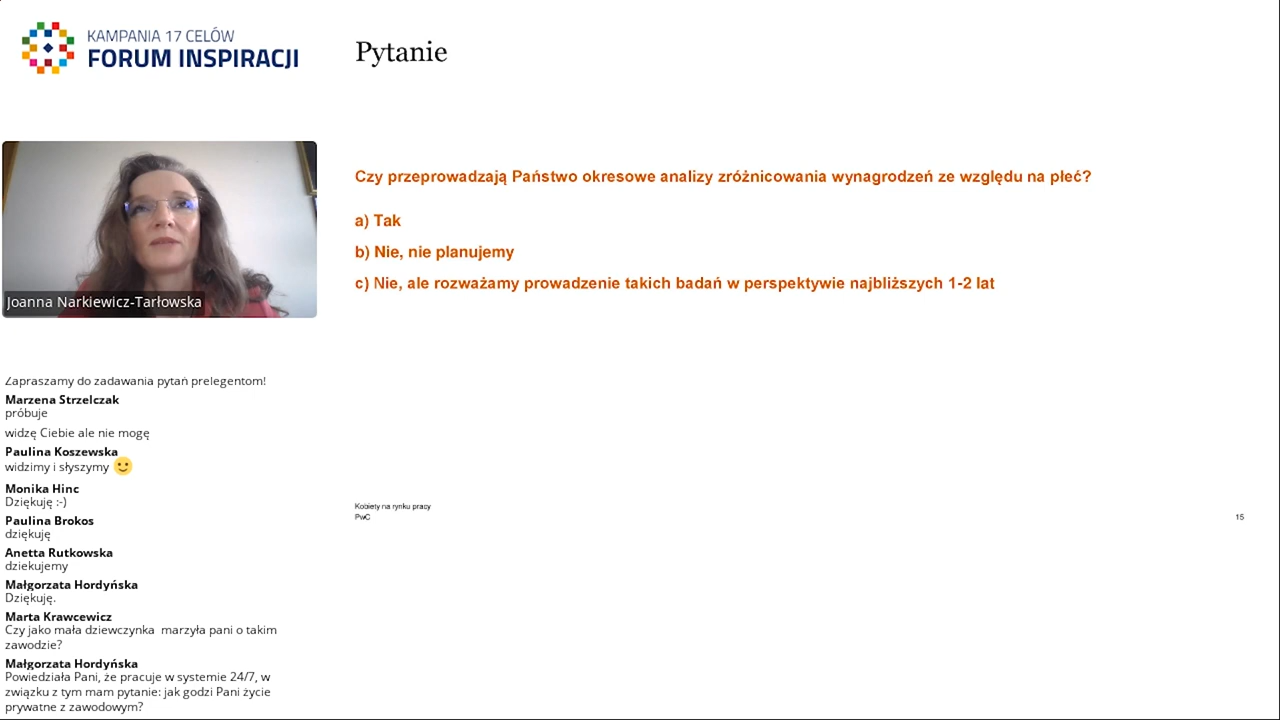 KAMPANIA 17 CELÓW
FORUM INSPIRACJI
Pytanie
Joanna Narkiewicz-Tarłowska
Czy przeprowadzają Państwo okresowe analizy zróżnicowania wynagrodzeń ze względu na płeć?
a) Tak
b) Nie, nie planujemy
c) Nie, ale rozważamy prowadzenie takich badań w perspektywie najbliższych 1-2 lat
Zapraszamy do zadawania pytań prelegentom!
Marzena Strzelczak
próbuje
widzę Ciebie ale nie mogę
Paulina Koszewska
widzimi i słyszymy
Monika Hinc
Dziękuję :-)
Paulina Brokos
dziękuję
Anetta Rutkowska
dziekujemy
Małgorzata Hordyńska
Dziękuję.
Marta Krawcewicz
Czy jako mała dziewczynka marzyła pani o takim
zawodzie?
Małgorzata Hordyńska
Powiedziała Pani, że pracuje w systemie 24/7, w
związku z tym mam pytanie: jak godzi Pani życie
prywatne z zawodowym?
Kobiety na rynku pracy
PwC
15